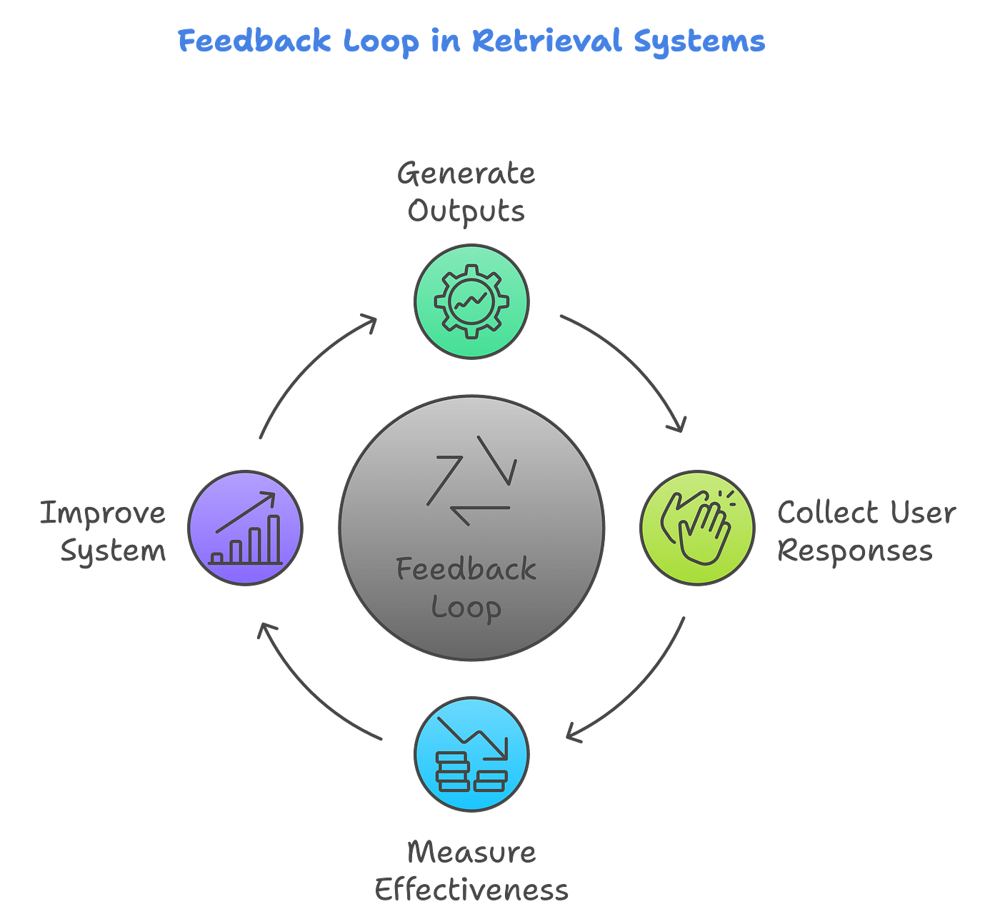 Feedback Loop in Retrieval Systems
Generate
Outputs
Collect User
Responses
Measure
Effectiveness
Improve
System
Feedback
Loop